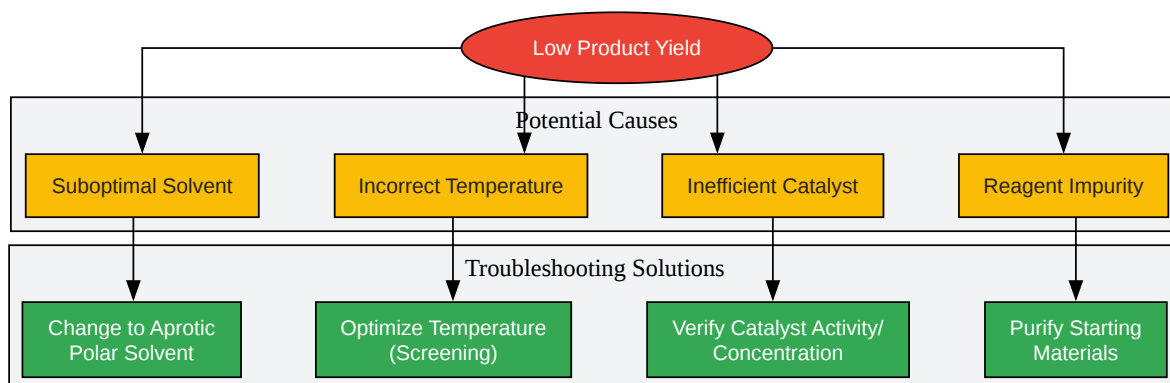 Low Product Yield
Potential Causes
Suboptimal Solvent
Incorrect Temperature
Inefficient Catalyst
Reagent Impurity
Troubleshooting Solutions
Change to Aprotic
Polar Solvent
Optimize Temperature
(Screening)
Verify Catalyst Activity/
Concentration
Purify Starting
Materials